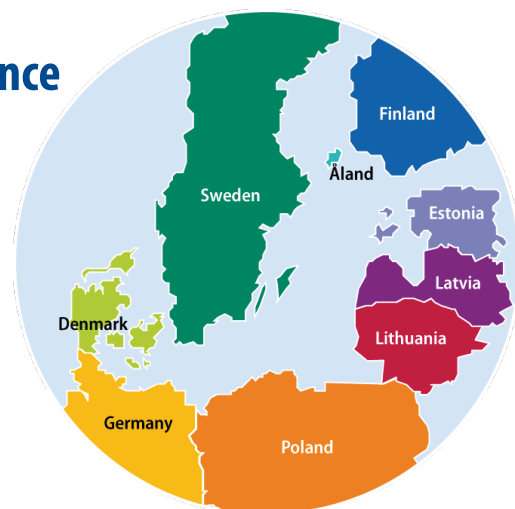 nce
Finland
Åland
Sweden
Estonia
Latvia
Denmark
Lithuania
Germany
Poland